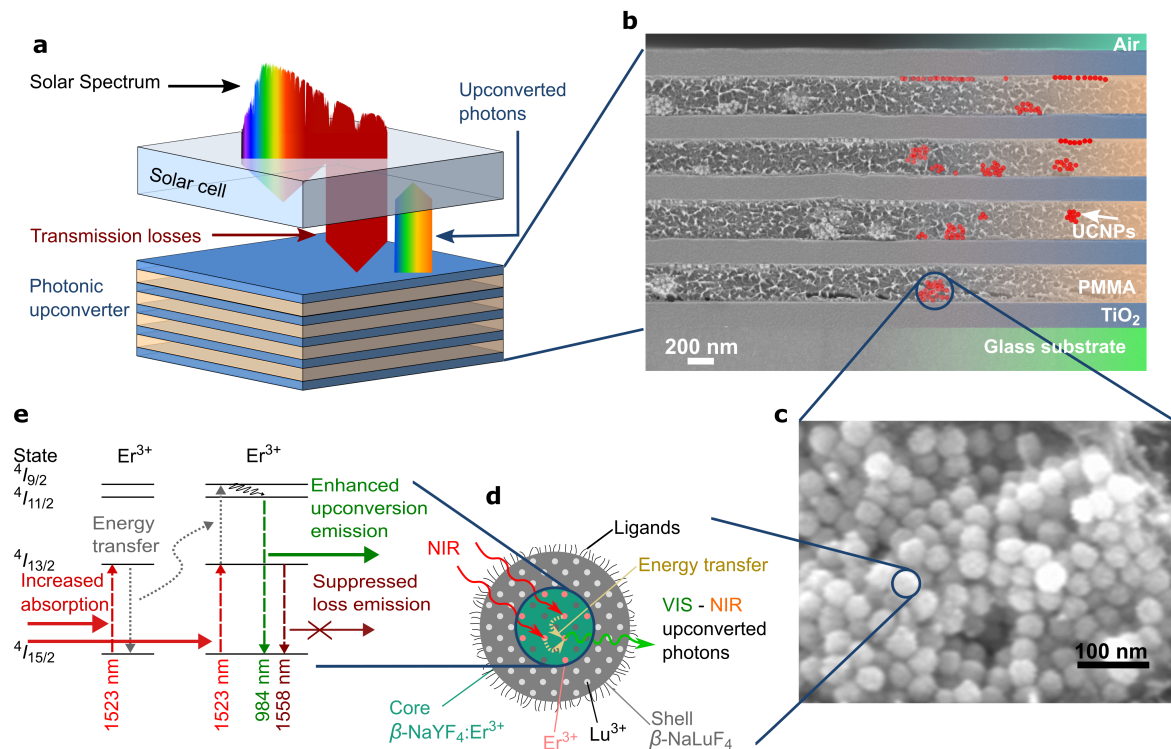 a
Solar Spectrum
Upconverted
photons
Solar cell
Transmission losses
Photonic
upconverter
b
Air
UCNPs
PMMA
TiO₂
Glass substrate
200 nm
c
100 nm
d
Ligands
NIR
Energy transfer
VIS - NIR
upconverted
photons
Core
β-NaYF₄:Er³⁺
Er³⁺
Lu³⁺
Shell
β-NaLuF₄
e
State
Er³⁺
Er³⁺
⁴I₉/₂
⁴I₁₁/₂
⁴I₁₃/₂
⁴I₁₅/₂
Energy
transfer
Enhanced
upconversion
emission
Increased
absorption
Suppressed
loss emission
1523 nm
1523 nm
984 nm
1558 nm